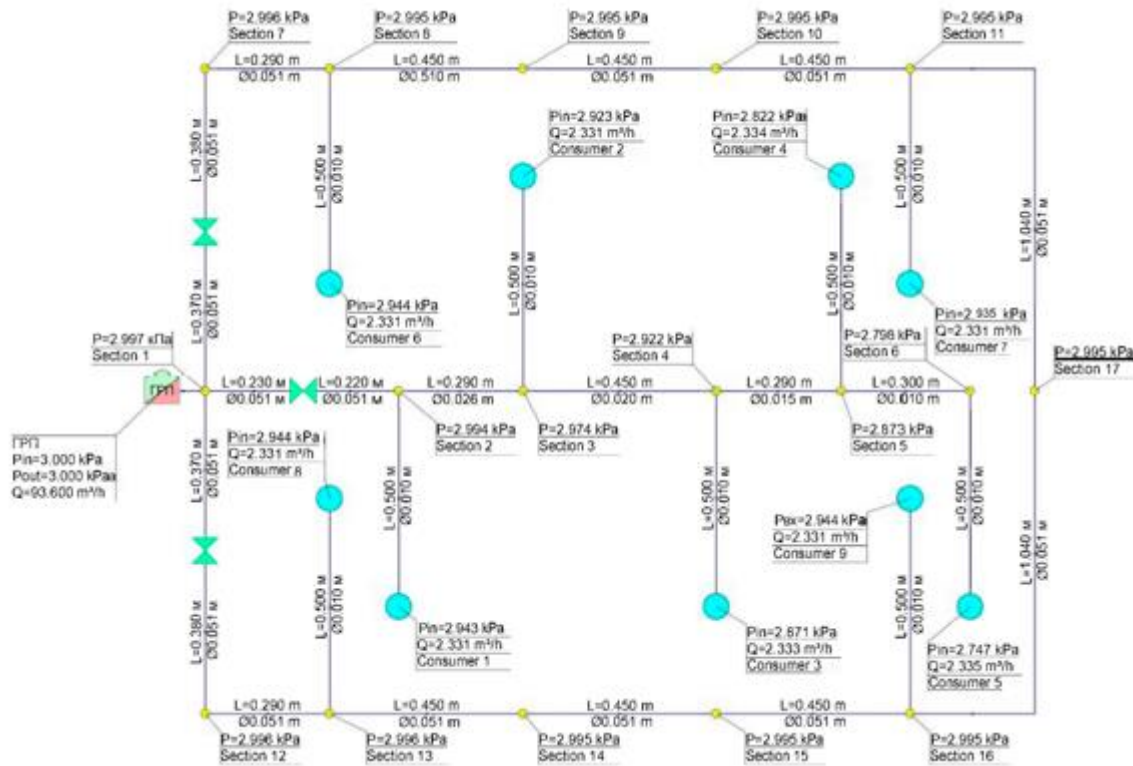 P=2.996 kPa
Section 7
P=2.995 kPa
Section 8
P=2.995 kPa
Section 9
P=2.995 kPa
Section 10
P=2.995 kPa
Section 11
L=0.290 m
Ø0.051 m
L=0.450 m
Ø0.510 m
L=0.450 m
Ø0.051 m
L=0.450 m
Ø0.051 m
L=0.380 м
Ø0.051 м
L=0.500 м
Ø0.010 м
Pin=2.923 kPa
Q=2.331 m³/h
Consumer 2
Pin=2.822 kPa
Q=2.334 m³/h
Consumer 4
L=0.500 м
Ø0.010 м
L=1.040 м
Ø0.051 м
L=0.500 м
Ø0.010 м
L=0.500 м
Ø0.010 м
L=0.370 м
Ø0.051 м
Pin=2.944 kPa
Q=2.331 m³/h
Consumer 6
Pin=2.935 kPa
Q=2.331 m³/h
Consumer 7
P=2.997 кПа
Section 1
P=2.922 kPa
Section 4
P=2.798 kPa
Section 6
P=2.995 kPa
Section 17
ГРП
L=0.230 м
Ø0.051 м
L=0.220 м
Ø0.051 м
L=0.290 m
Ø0.026 m
L=0.450 m
Ø0.020 m
L=0.290 m
Ø0.015 m
L=0.300 m
Ø0.010 m
ГРП
Pin=3.000 kPa
Pout=3.000 kPaa
Q=93.600 m³/h
L=0.370 м
Ø0.051 м
Pin=2.944 kPa
Q=2.331 m³/h
Consumer 8
P=2.994 kPa
Section 2
P=2.974 kPa
Section 3
P=2.873 kPa
Section 5
L=0.500 м
Ø0.010 м
L=0.500 м
Ø0.010 м
Pвх=2.944 kPa
Q=2.331 m³/h
Consumer 9
L=0.500 м
Ø0.010 м
L=1.040 м
Ø0.051 м
L=0.380 м
Ø0.051 м
L=0.500 м
Ø0.010 м
L=0.500 м
Ø0.010 м
Pin=2.943 kPa
Q=2.331 m³/h
Consumer 1
Pin=2.871 kPa
Q=2.333 m³/h
Consumer 3
Pin=2.747 kPa
Q=2.335 m³/h
Consumer 5
L=0.290 m
Ø0.051 m
L=0.450 m
Ø0.051 m
L=0.450 m
Ø0.051 m
L=0.450 m
Ø0.051 m
P=2.996 kPa
Section 12
P=2.996 kPa
Section 13
P=2.995 kPa
Section 14
P=2.995 kPa
Section 15
P=2.995 kPa
Section 16